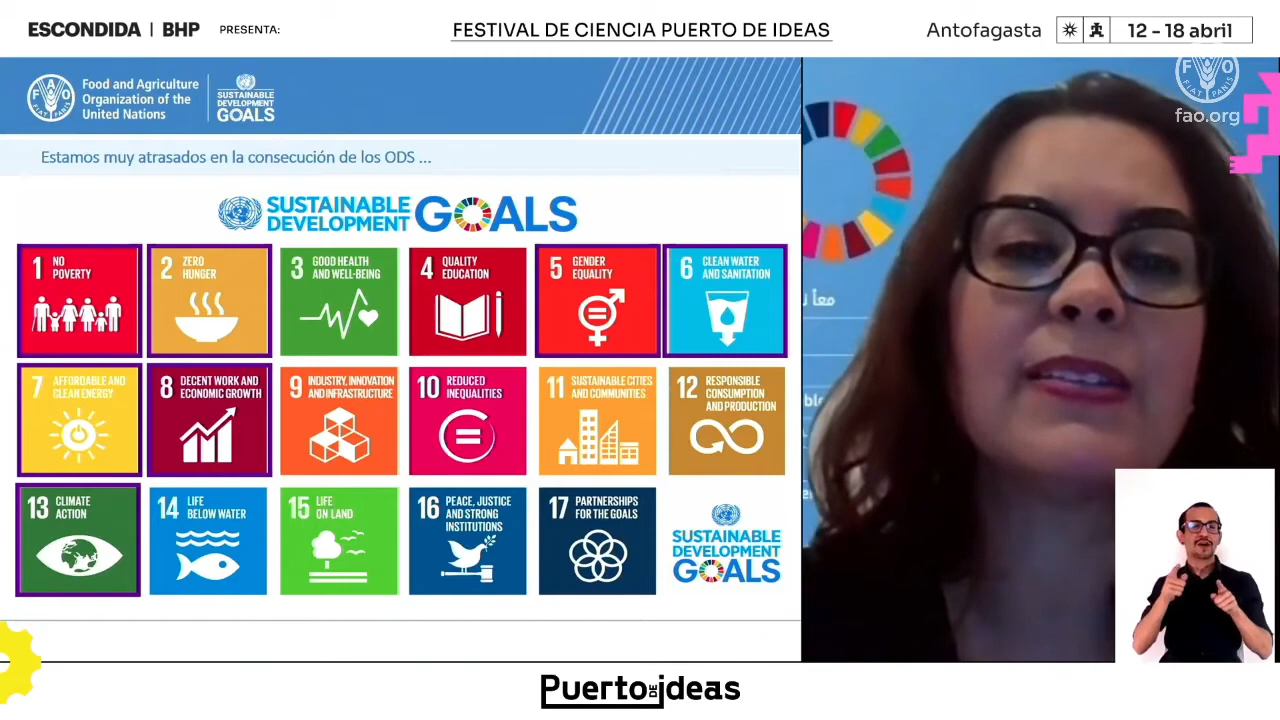 ESCONDIDA | BHP
PRESENTA:
FESTIVAL DE CIENCIA PUERTO DE IDEAS
Antofagasta
12 – 18 abril
FAO
FIAT PANIS
Food and Agriculture
Organization of the
United Nations
SUSTAINABLE
DEVELOPMENT
GOALS
FAO
FIAT PANIS
fao.org
Estamos muy atrasados en la consecución de los ODS ...
SUSTAINABLE
DEVELOPMENT
GOALS
1 NO
POVERTY
2 ZERO
HUNGER
3 GOOD HEALTH
AND WELL-BEING
4 QUALITY
EDUCATION
5 GENDER
EQUALITY
6 CLEAN WATER
AND SANITATION
7 AFFORDABLE AND
CLEAN ENERGY
8 DECENT WORK AND
ECONOMIC GROWTH
9 INDUSTRY, INNOVATION
AND INFRASTRUCTURE
10 REDUCED
INEQUALITIES
11 SUSTAINABLE CITIES
AND COMMUNITIES
12 RESPONSIBLE
CONSUMPTION
AND PRODUCTION
13 CLIMATE
ACTION
14 LIFE
BELOW WATER
15 LIFE
ON LAND
16 PEACE, JUSTICE
AND STRONG
INSTITUTIONS
17 PARTNERSHIPS
FOR THE GOALS
SUSTAINABLE
DEVELOPMENT
GOALS
Puerto DE Ideas